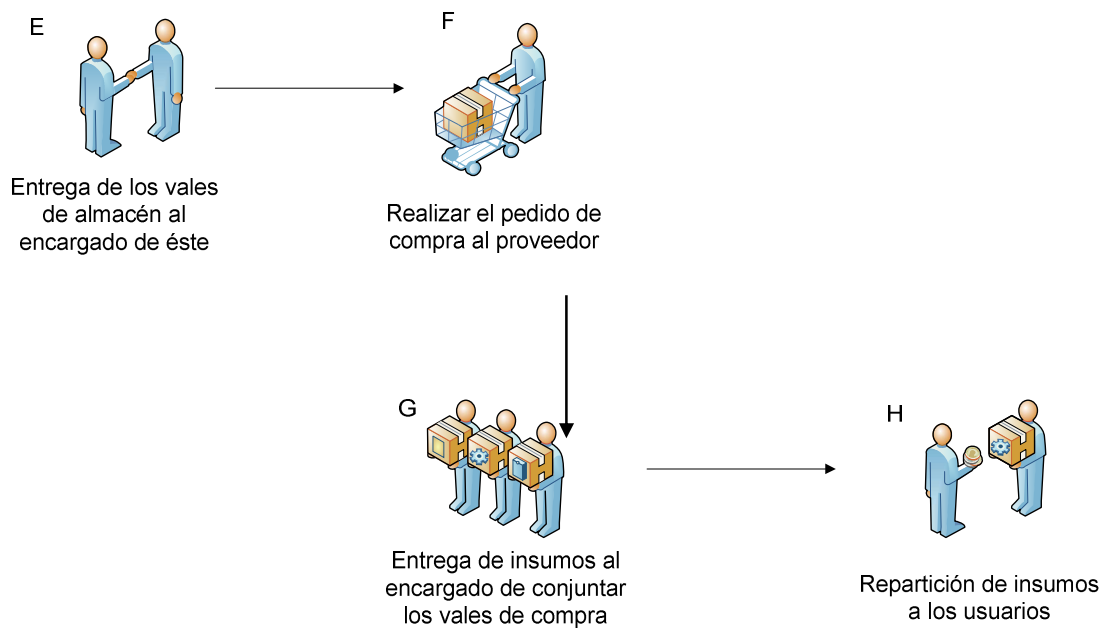 E
Entrega de los vales
de almacén al
encargado de éste
F
Realizar el pedido de
compra al proveedor
G
Entrega de insumos al
encargado de conjuntar
los vales de compra
H
Repartición de insumos
a los usuarios